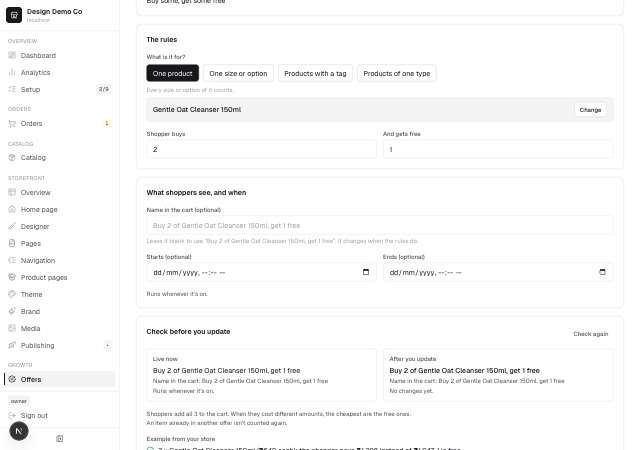 Design Demo Co
localhost
OVERVIEW
Dashboard
Analytics
Setup 2/9
ORDERS
Orders 1
CATALOG
Catalog
STOREFRONT
Overview
Home page
Designer
Pages
Navigation
Product pages
Theme
Brand
Media
Publishing
GROWTH
Offers
owner
Sign out
N
Buy some, get some free
The rules
What is it for?
One product One size or option Products with a tag Products of one type
Every size or option of it counts.
Gentle Oat Cleanser 150ml Change
Shopper buys And gets free
2 1
What shoppers see, and when
Name in the cart (optional)
Buy 2 of Gentle Oat Cleanser 150ml, get 1 free
Leave it blank to use "Buy 2 of Gentle Oat Cleanser 150ml, get 1 free". It changes when the rules do.
Starts (optional) Ends (optional)
dd/mm/yyyy, --:-- -- dd/mm/yyyy, --:-- --
Runs whenever it's on.
Check before you update Check again
Live now
Buy 2 of Gentle Oat Cleanser 150ml, get 1 free
Name in the cart: Buy 2 of Gentle Oat Cleanser 150ml, get 1 free
Runs whenever it's on.
After you update
Buy 2 of Gentle Oat Cleanser 150ml, get 1 free
Name in the cart: Buy 2 of Gentle Oat Cleanser 150ml, get 1 free
No changes yet.
Shoppers add all 3 to the cart. When they cost different amounts, the cheapest are the free ones.
An item already in another offer isn't counted again.
Example from your store